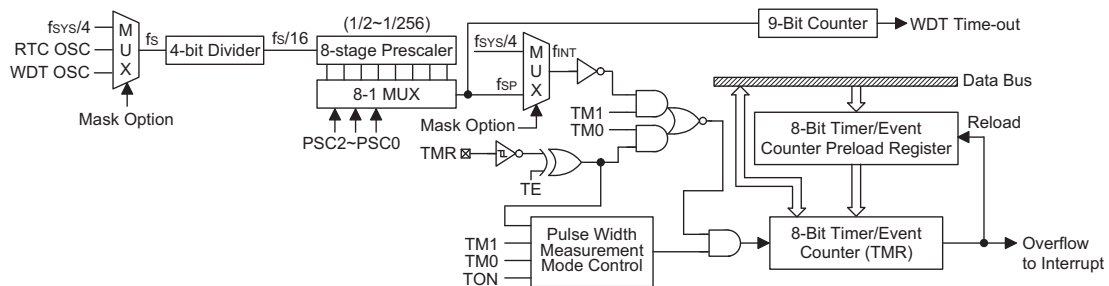 fSYS/4
RTC OSC
WDT OSC
M
U
X
Mask Option
fS
4-bit Divider
fS/16
(1/2~1/256)
8-stage Prescaler
8-1 MUX
PSC2~PSC0
fSYS/4
fSP
M
U
X
Mask Option
fINT
TM1
TM0
TMR
TE
9-Bit Counter
WDT Time-out
Data Bus
8-Bit Timer/Event
Counter Preload Register
Reload
TM1
TM0
TON
Pulse Width
Measurement
Mode Control
8-Bit Timer/Event
Counter (TMR)
Overflow
to Interrupt